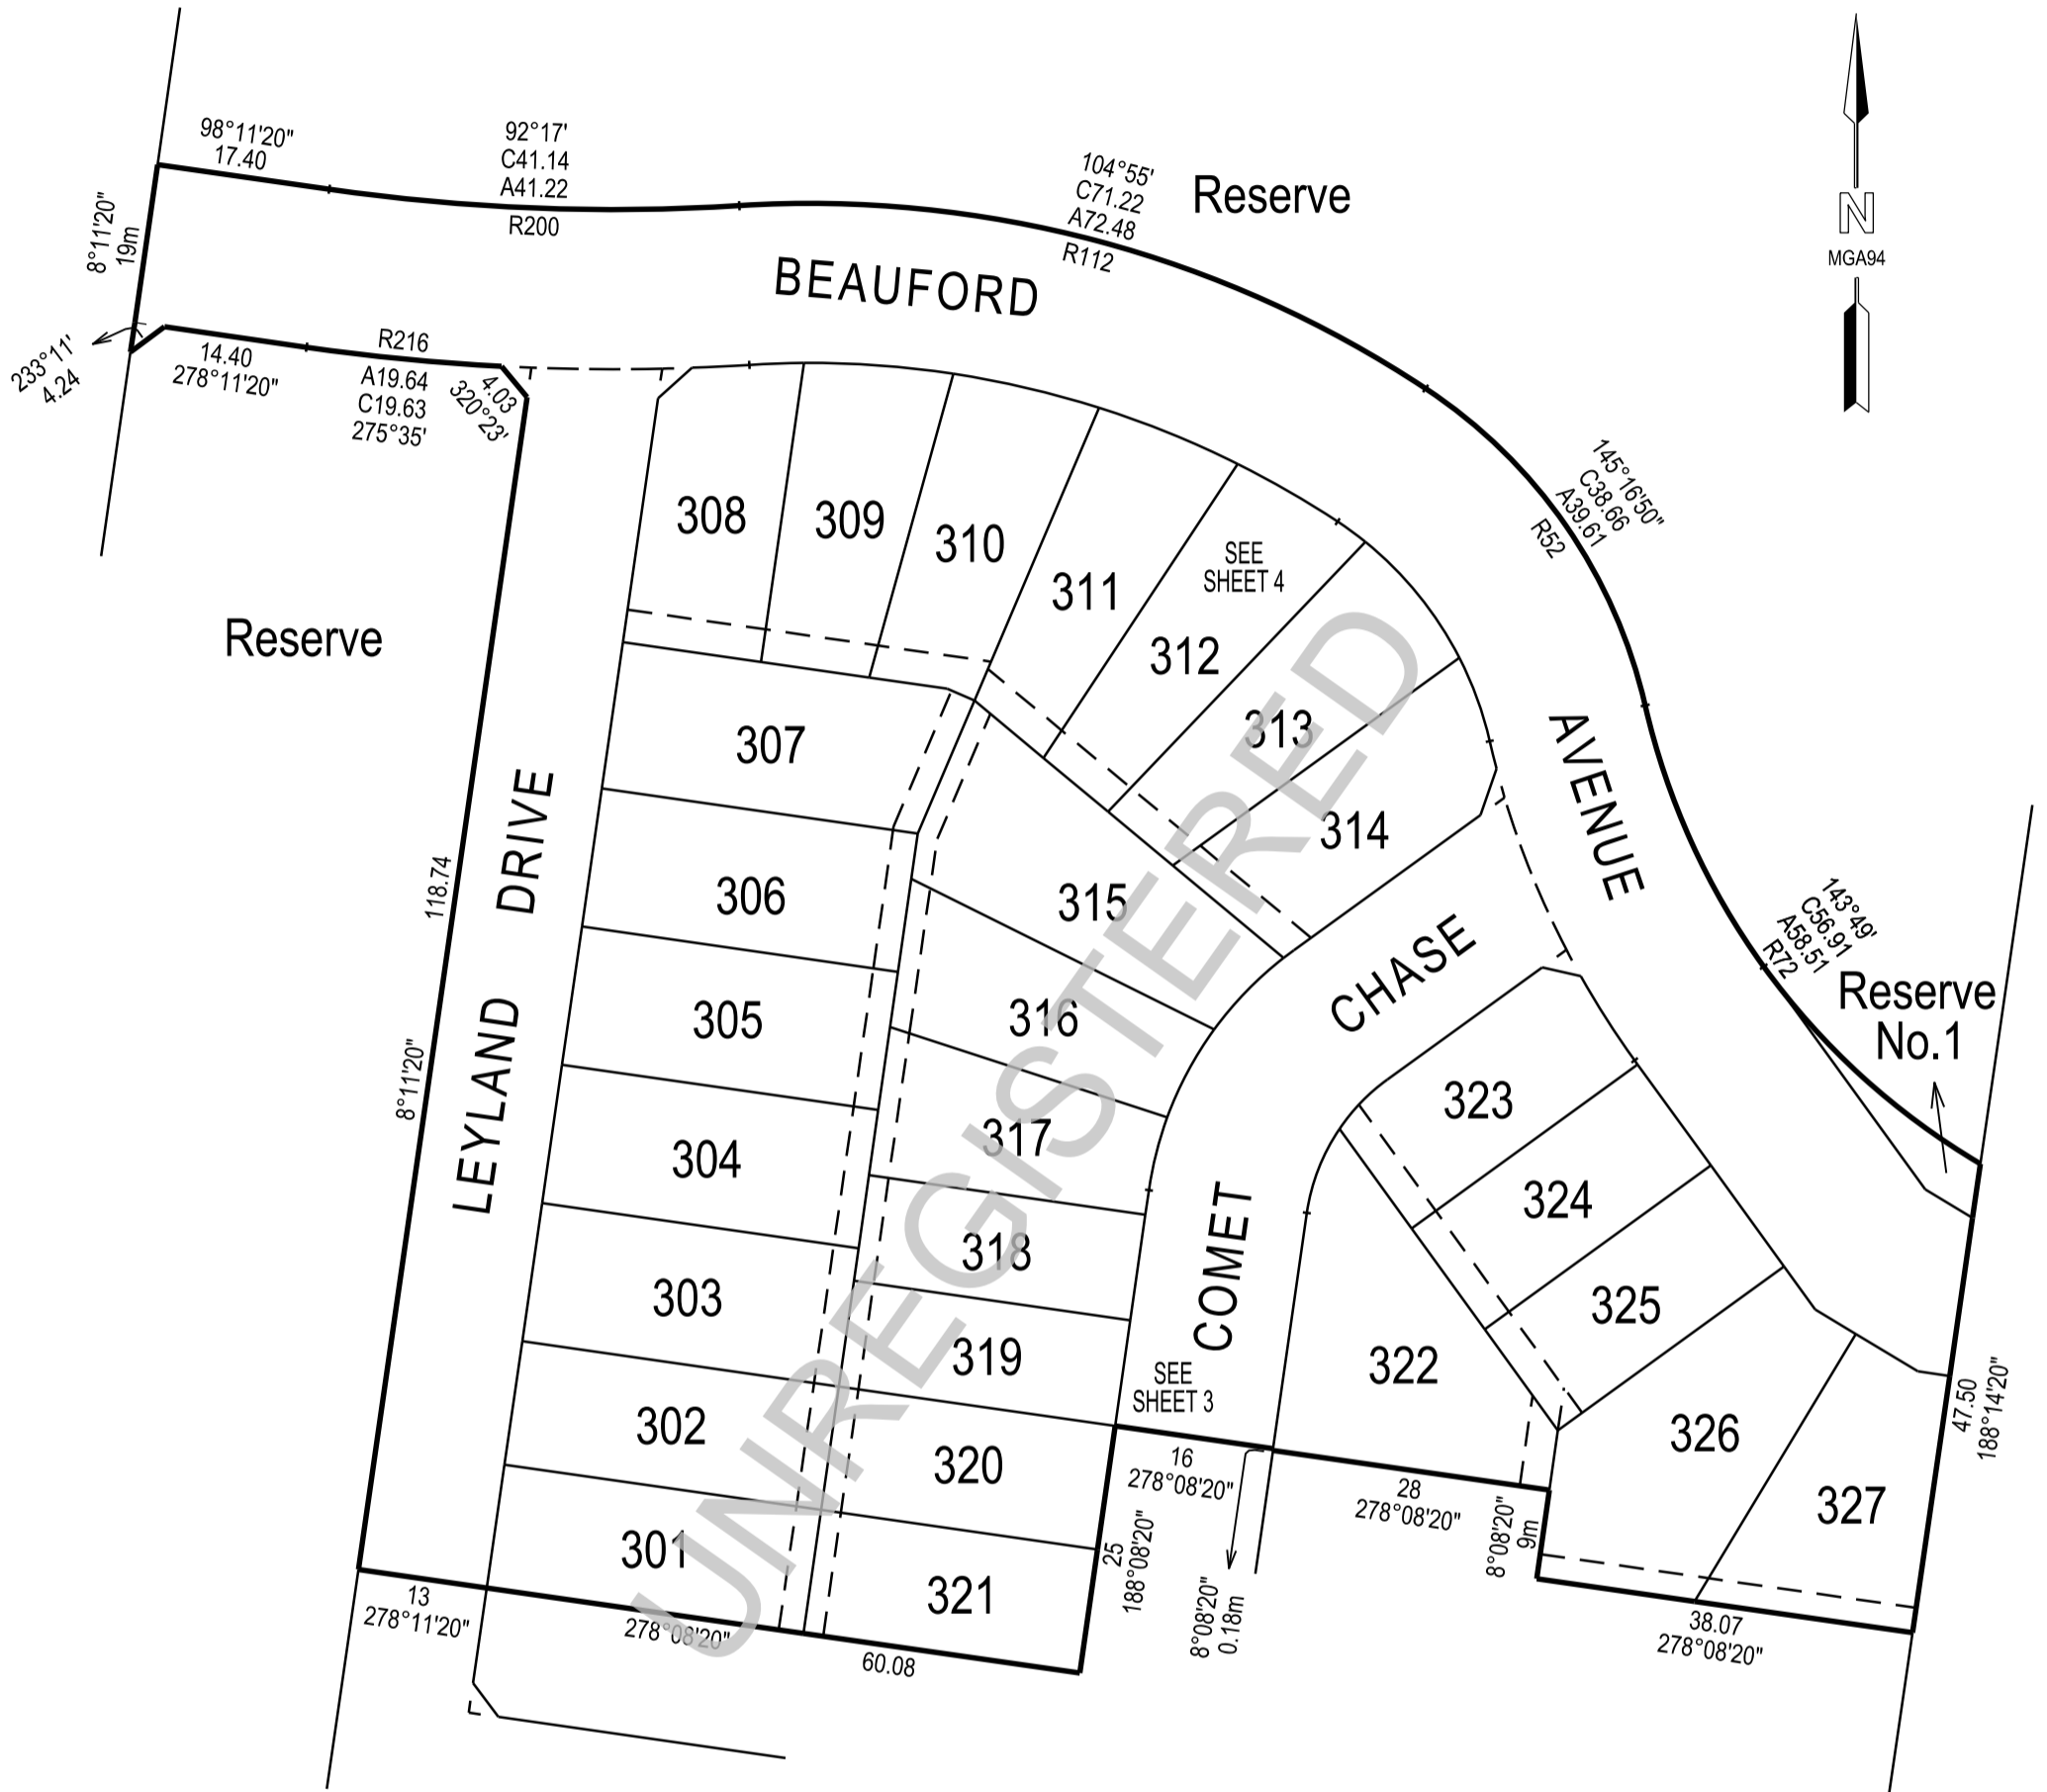 98°11'20"
17.40
92°17'
C41.14
A41.22
R200
104°55'
C71.22
A72.48
R112
Reserve
N
MGA94
8°11'20"
19m
BEAUFORD
233°11'
4.24
14.40
278°11'20"
R216
A19.64
C19.63
275°35'
4.03
320°23'
145°16'50"
C38.66
A39.61
R52
308
309
310
311
SEE
SHEET 4
312
313
314
Reserve
307
AVENUE
DRIVE
118.74
306
315
CHASE
143°49'
C56.91
A58.51
R72
Reserve
No.1
305
316
LEYLAND
8°11'20"
304
317
323
324
303
318
COMET
325
319
322
SEE
SHEET 3
302
320
326
47.50
188°14'20"
16
278°08'20"
28
278°08'20"
327
301
321
25
188°08'20"
8°08'20"
0.18m
8°08'20"
9m
13
278°11'20"
278°08'20"
60.08
38.07
278°08'20"
UNREGISTERED